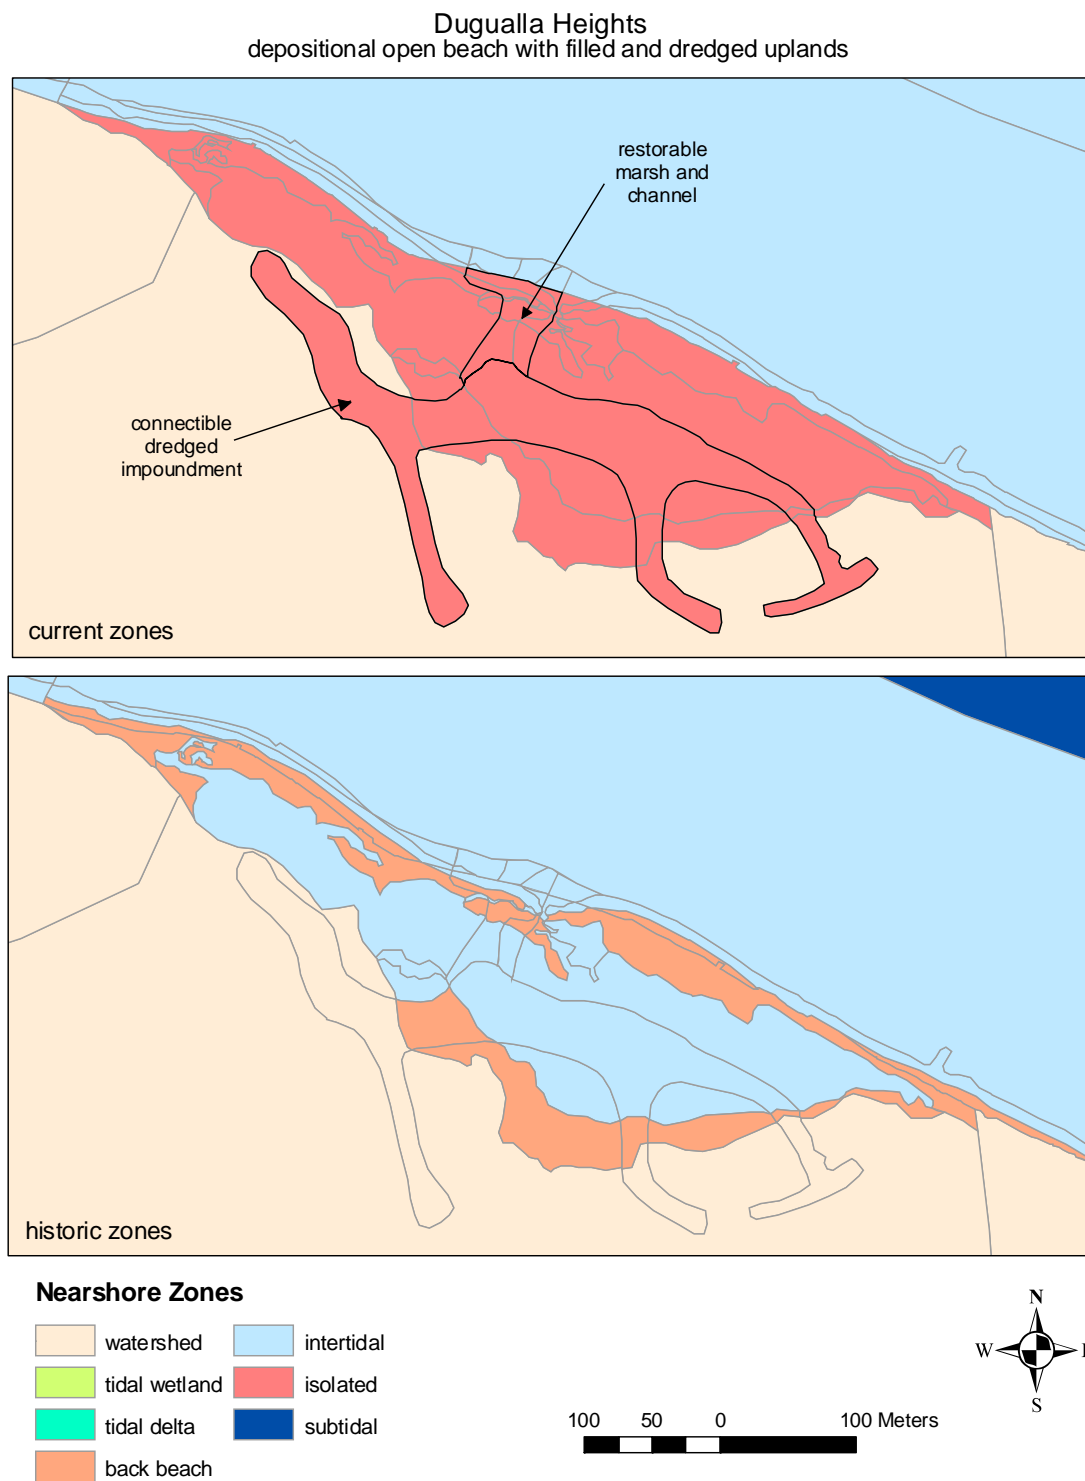 Dugualla Heights
depositional open beach with filled and dredged uplands
restorable
marsh and
channel
connectible
dredged
impoundment
current zones
historic zones
Nearshore Zones
watershed
intertidal
tidal wetland
isolated
tidal delta
subtidal
back beach
100 50 0 100 Meters
N
W
S